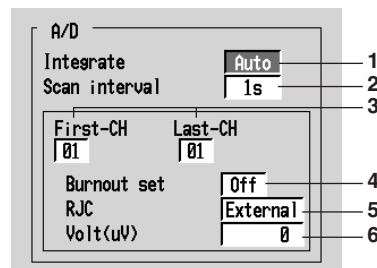 A/D
Integrate Auto 1
Scan interval 1s 2
3
First-CH Last-CH
01 01
Burnout set Off 4
RJC External 5
Volt(uV) 0 6